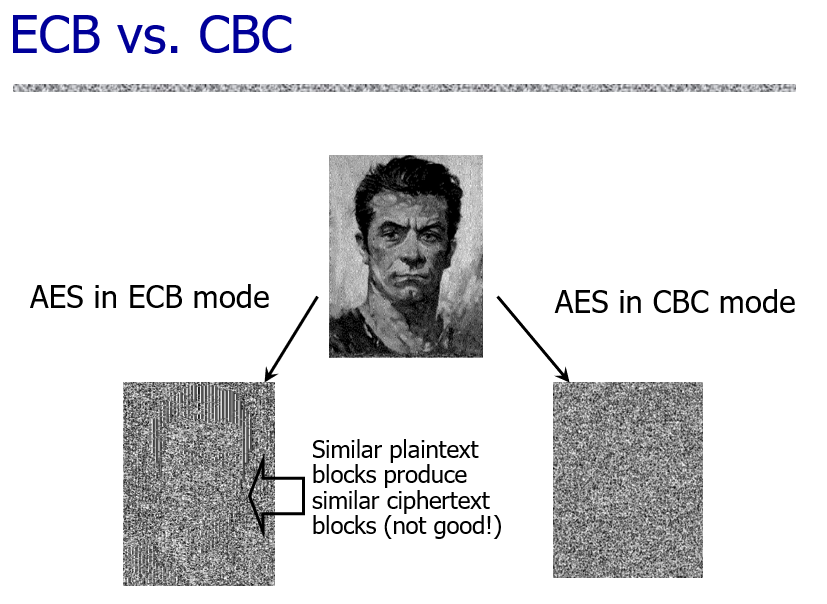 ECB vs. CBC
AES in ECB mode
AES in CBC mode
Similar plaintext
blocks produce
similar ciphertext
blocks (not good!)